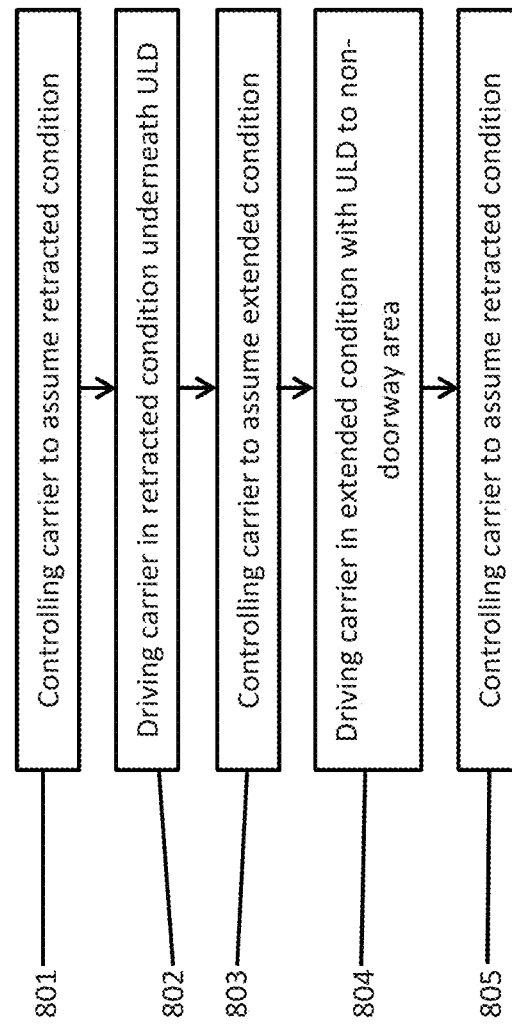 801
Controlling carrier to assume retracted condition
802
Driving carrier in retracted condition underneath ULD
803
Controlling carrier to assume extended condition
804
Driving carrier in extended condition with ULD to non-
doorway area
805
Controlling carrier to assume retracted condition